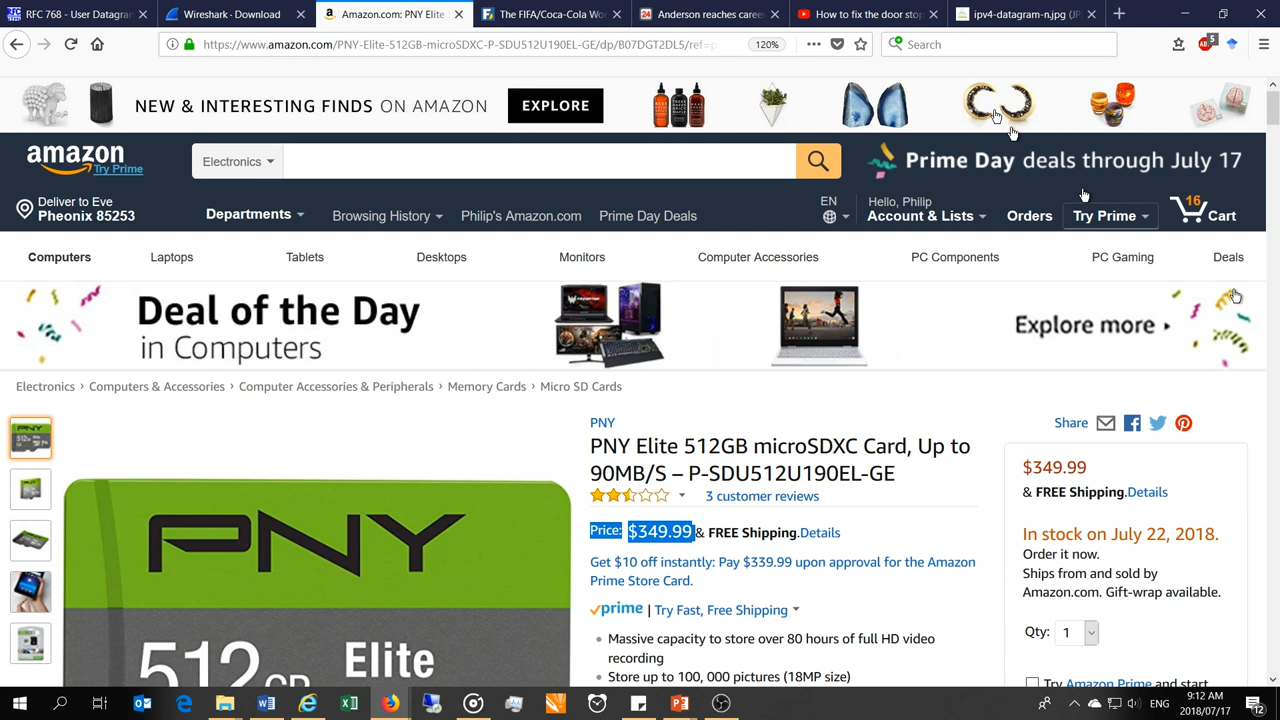 RFC 768 - User Datagram
Wireshark · Download
Amazon.com: PNY Elite
The FIFA/Coca-Cola Wo
Anderson reaches career
How to fix the door stop
ipv4-datagram-n.jpg (JP
https://www.amazon.com/PNY-Elite-512GB-microSDXC-P-SDU512U190EL-GE/dp/B07DGT2DL5/ref=p
120%
Search
5
NEW & INTERESTING FINDS ON AMAZON
EXPLORE
amazon
Try Prime
Electronics
Prime Day deals through July 17
Deliver to Eve
Pheonix 85253
Departments
Browsing History
Philip's Amazon.com
Prime Day Deals
EN
Hello, Philip
Account & Lists
Orders
Try Prime
16
Cart
Computers
Laptops
Tablets
Desktops
Monitors
Computer Accessories
PC Components
PC Gaming
Deals
Deal of the Day
in Computers
Explore more
Electronics › Computers & Accessories › Computer Accessories & Peripherals › Memory Cards › Micro SD Cards
PNY
PNY Elite 512GB microSDXC Card, Up to
90MB/S – P-SDU512U190EL-GE
3 customer reviews
Price: $349.99 & FREE Shipping. Details
Get $10 off instantly: Pay $339.99 upon approval for the Amazon
Prime Store Card.
prime | Try Fast, Free Shipping
Massive capacity to store over 80 hours of full HD video
recording
Store up to 100, 000 pictures (18MP size)
PNY
512GB
Elite
Share
$349.99
& FREE Shipping. Details
In stock on July 22, 2018.
Order it now.
Ships from and sold by
Amazon.com. Gift-wrap available.
Qty: 1
Try Amazon Prime and start
9:12 AM
2018/07/17
12